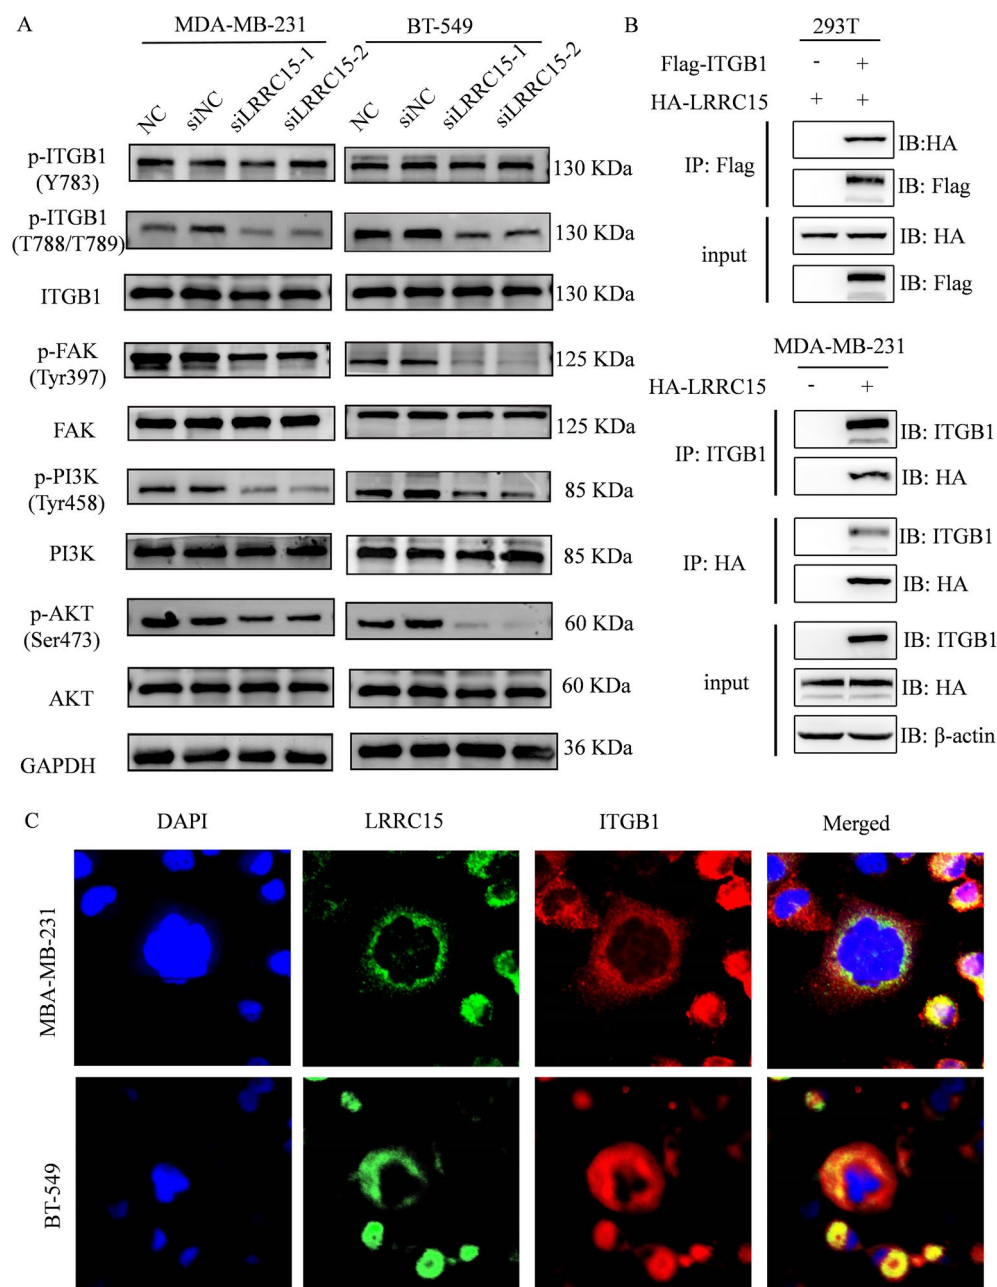 A
MDA-MB-231
BT-549
NC
siNC
siLRRC15-1
siLRRC15-2
NC
siNC
siLRRC15-1
siLRRC15-2
p-ITGB1
(Y783)
130 KDa
p-ITGB1
(T788/T789)
130 KDa
ITGB1
130 KDa
p-FAK
(Tyr397)
125 KDa
FAK
125 KDa
p-PI3K
(Tyr458)
85 KDa
PI3K
85 KDa
p-AKT
(Ser473)
60 KDa
AKT
60 KDa
GAPDH
36 KDa
B
293T
Flag-ITGB1 - +
HA-LRRC15 + +
IP: Flag
IB:HA
IB: Flag
input
IB: HA
IB: Flag
MDA-MB-231
HA-LRRC15 - +
IP: ITGB1
IB: ITGB1
IB: HA
IP: HA
IB: ITGB1
IB: HA
input
IB: ITGB1
IB: HA
IB: β-actin
C
DAPI
LRRC15
ITGB1
Merged
MBA-MB-231
BT-549